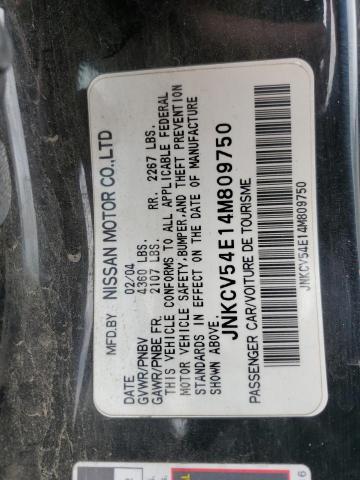 MFD.BY NISSAN MOTOR CO.,LTD
DATE 02/04
GVWR/PNBV 4360 LBS.
GAWR/PNBE FR. 2107 LBS. RR. 2267 LBS.
THIS VEHICLE CONFORMS TO ALL APPLICABLE FEDERAL
MOTOR VEHICLE SAFETY,BUMPER,AND THEFT PREVENTION
STANDARDS IN EFFECT ON THE DATE OF MANUFACTURE
SHOWN ABOVE.
JNKCV54E14M809750
PASSENGER CAR/VOITURE DE TOURISME
JNKCV54E14M809750